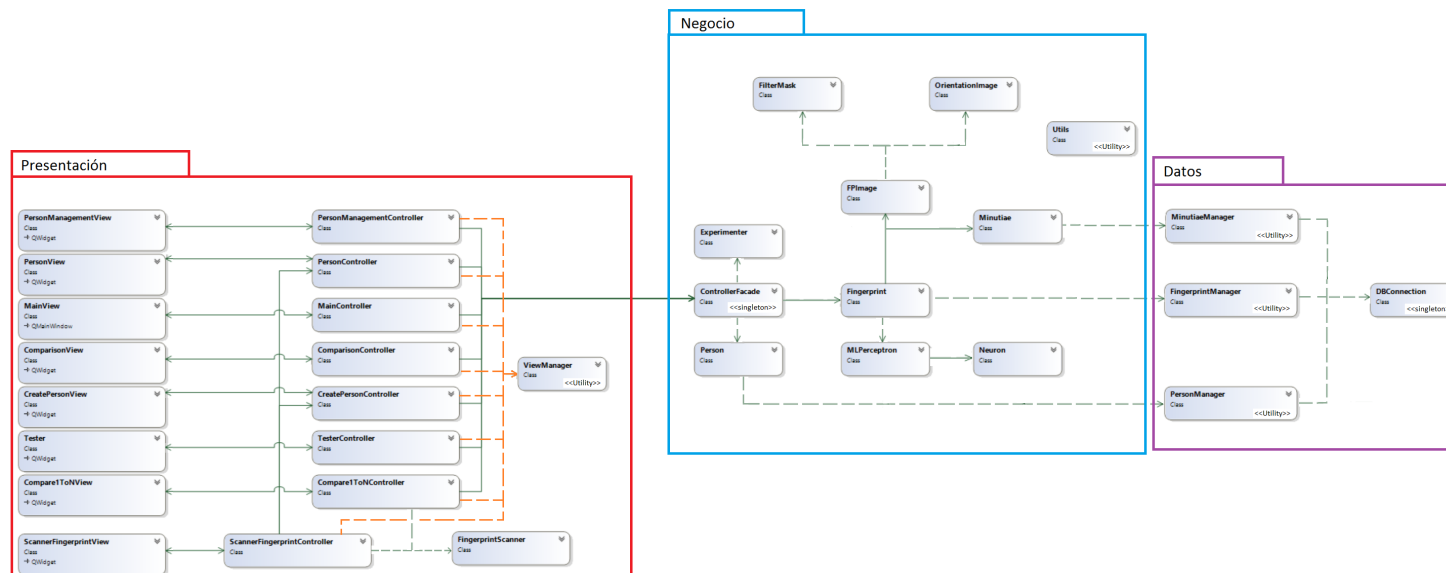 Presentación
PersonManagementView
Class
QWidget
PersonView
Class
QWidget
MainView
Class
QMainWindow
ComparisonView
Class
QWidget
CreatePersonView
Class
QWidget
Tester
Class
QWidget
Compare1ToNView
Class
QWidget
ScannerFingerprintView
Class
QWidget
PersonManagementController
Class
PersonController
Class
MainController
Class
ComparisonController
Class
CreatePersonController
Class
TesterController
Class
Compare1ToNController
Class
ScannerFingerprintController
Class
FingerprintScanner
Class
ViewManager
Class
<<Utility>>
Negocio
FilterMask
Class
OrientationImage
Class
Utils
Class
<<Utility>>
FPImage
Class
Minutiae
Class
Experimenter
Class
ControllerFacade
Class
<<singleton>>
Fingerprint
Class
Person
Class
MLPerceptron
Class
Neuron
Class
Datos
MinutiaeManager
Class
<<Utility>>
FingerprintManager
Class
<<Utility>>
PersonManager
Class
<<Utility>>
DBConnection
Class
<<singleton